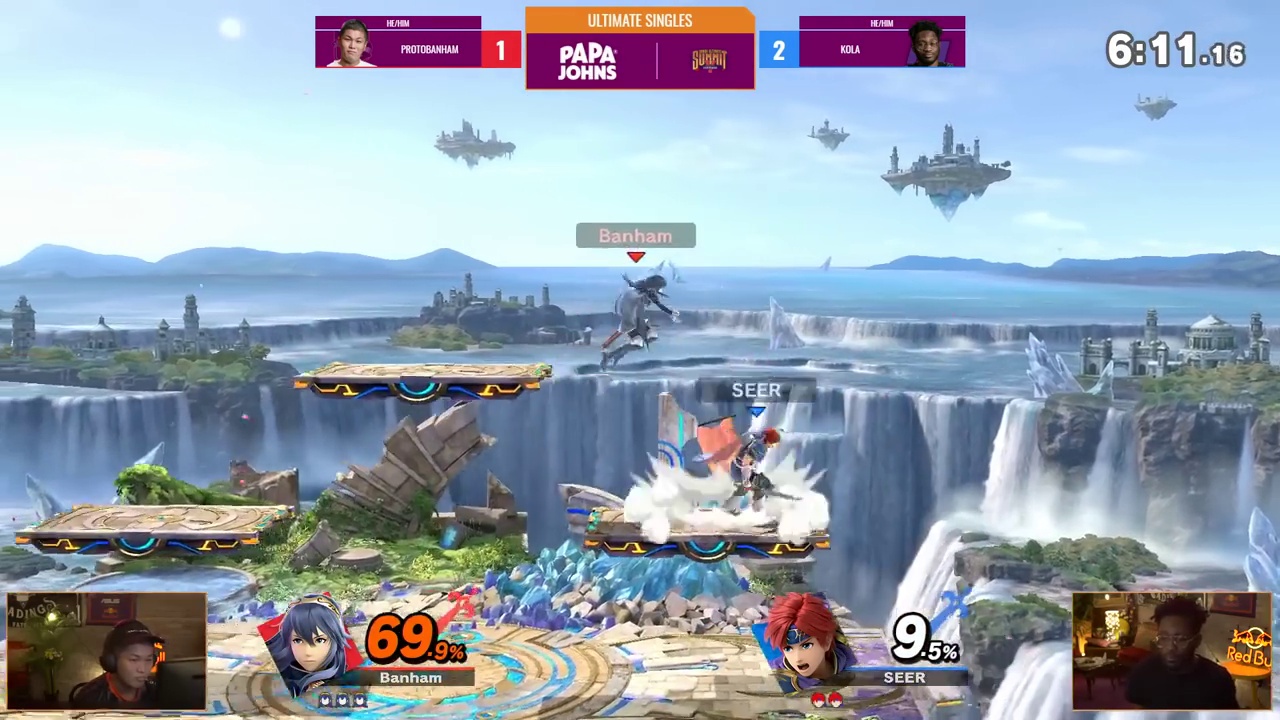 HE/HIM
PROTOBANHAM
1
ULTIMATE SINGLES
PAPA JOHNS
SUMMIT
2
HE/HIM
KOLA
6:11.16
Banham
SEER
69.9%
Banham
9.5%
SEER
Red Bu